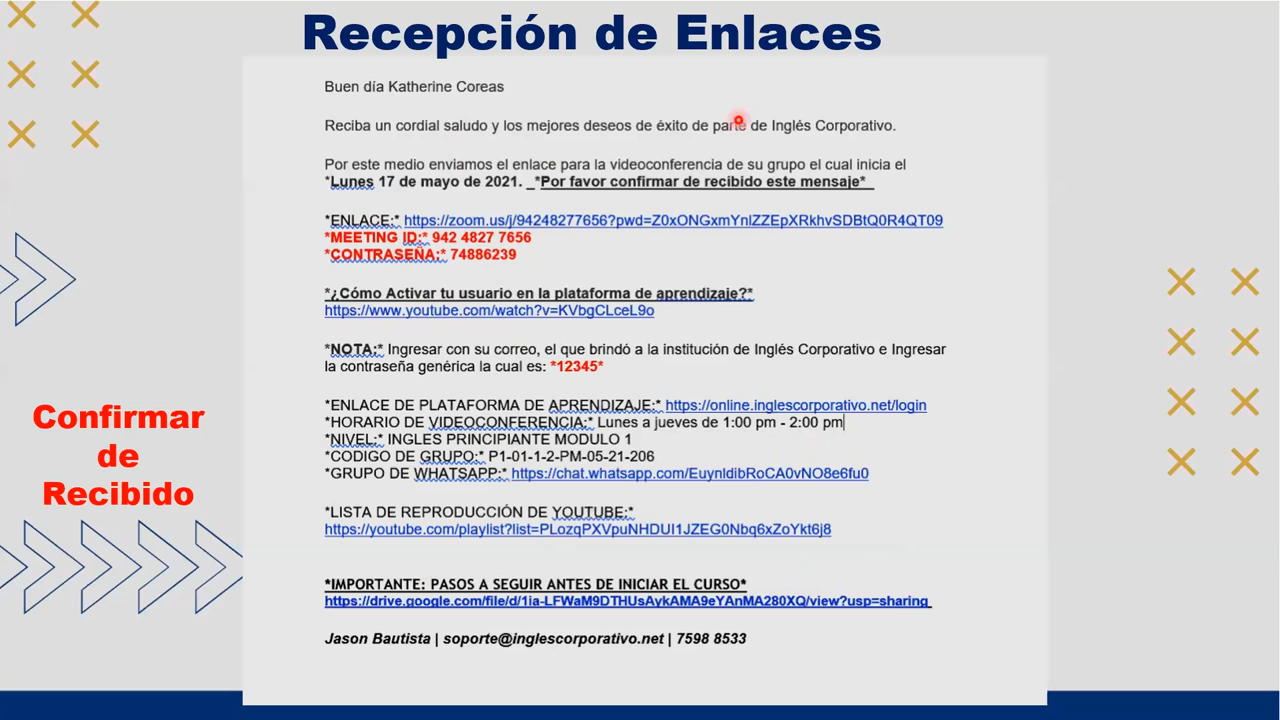 Recepción de Enlaces
Buen día Katherine Coreas
Reciba un cordial saludo y los mejores deseos de éxito de parte de Inglés Corporativo.
Por este medio enviamos el enlace para la videoconferencia de su grupo el cual inicia el
*Lunes 17 de mayo de 2021. _*Por favor confirmar de recibido este mensaje*_
*ENLACE:* https://zoom.us/j/94248277656?pwd=Z0xONGxmYnlZZEpXRkhvSDBtQ0R4QT09
*MEETING ID:* 942 4827 7656
*CONTRASEÑA:* 74886239
*¿Cómo Activar tu usuario en la plataforma de aprendizaje?*
https://www.youtube.com/watch?v=KVbgCLceL9o
*NOTA:* Ingresar con su correo, el que brindó a la institución de Inglés Corporativo e Ingresar
la contraseña genérica la cual es: *12345*
*ENLACE DE PLATAFORMA DE APRENDIZAJE:* https://online.inglescorporativo.net/login
*HORARIO DE VIDEOCONFERENCIA:* Lunes a jueves de 1:00 pm - 2:00 pm
*NIVEL:* INGLES PRINCIPIANTE MODULO 1
*CODIGO DE GRUPO:* P1-01-1-2-PM-05-21-206
*GRUPO DE WHATSAPP:* https://chat.whatsapp.com/EuynldibRoCA0vNO8e6fu0
*LISTA DE REPRODUCCIÓN DE YOUTUBE:*
https://youtube.com/playlist?list=PLozqPXVpuNHDUI1JZEG0Nbq6xZoYkt6j8
*IMPORTANTE: PASOS A SEGUIR ANTES DE INICIAR EL CURSO*
https://drive.google.com/file/d/1ia-LFWaM9DTHUsAykAMA9eYAnMA280XQ/view?usp=sharing
Jason Bautista | soporte@inglescorporativo.net | 7598 8533
Confirmar
de
Recibido